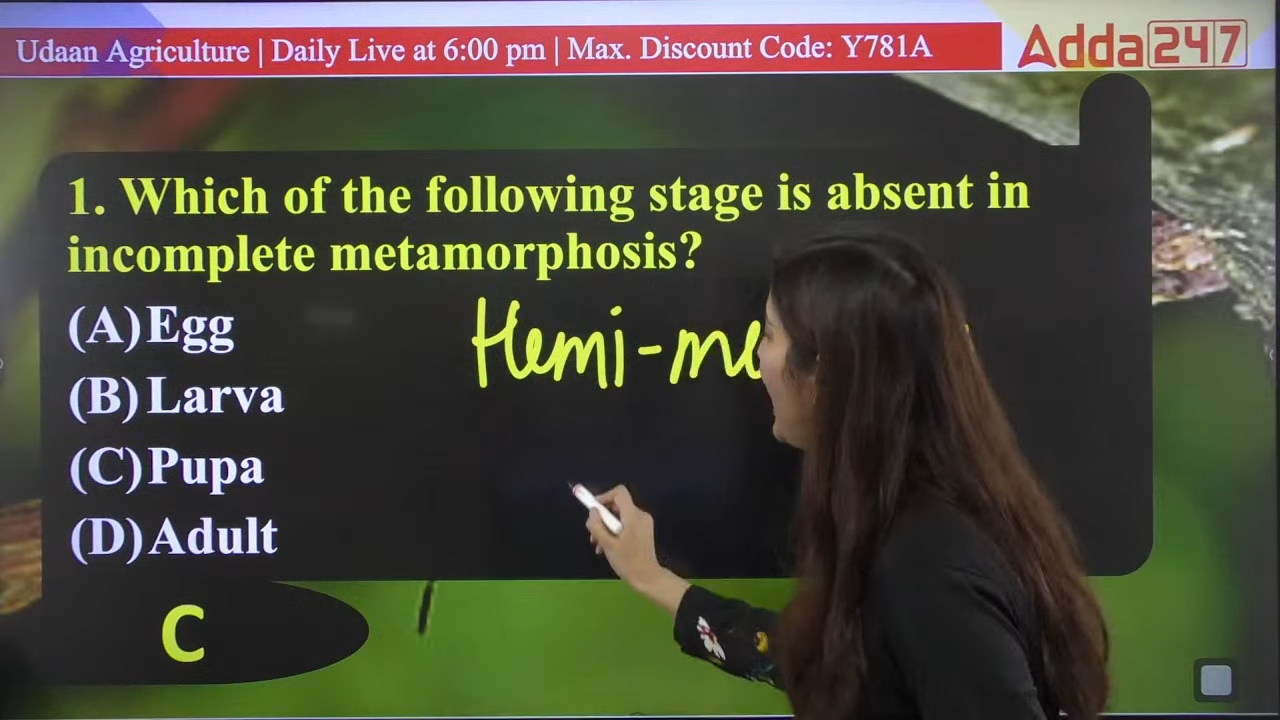 Udaan Agriculture | Daily Live at 6:00 pm | Max. Discount Code: Y781A
Adda247
1. Which of the following stage is absent in
incomplete metamorphosis?
(A) Egg
Hemi-me
(B) Larva
(C) Pupa
(D) Adult
C